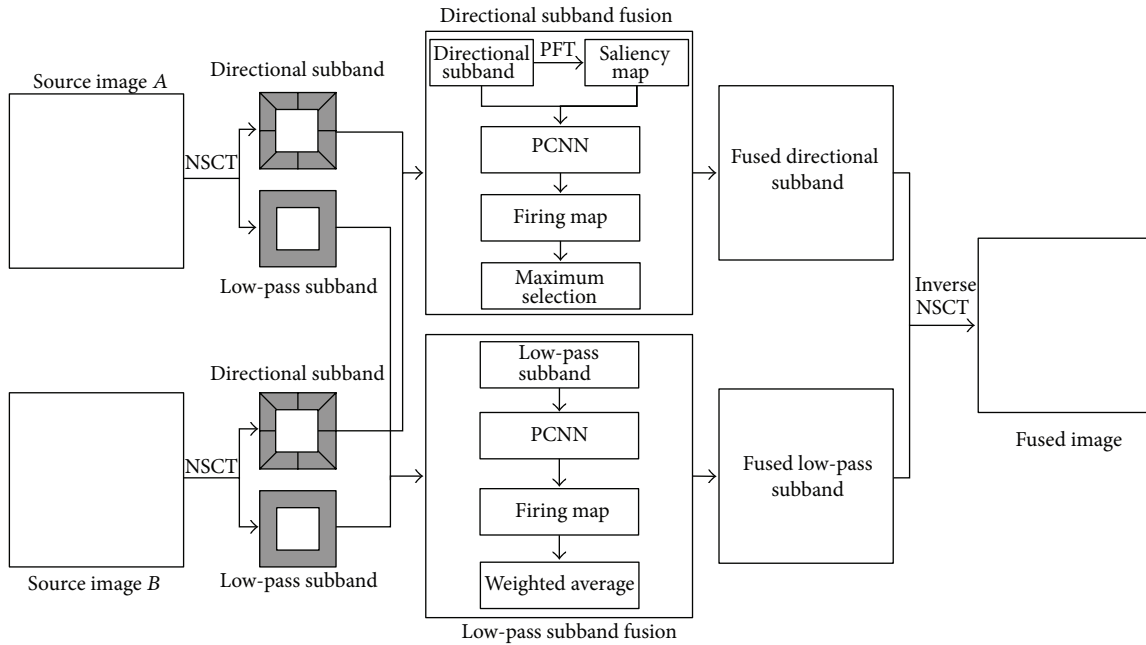 Directional subband fusion
Directional
subband
PFT
Saliency
map
PCNN
Firing map
Maximum
selection
Source image A
NSCT
Directional subband
Low-pass subband
Fused directional
subband
Inverse
NSCT
Fused image
Source image B
NSCT
Directional subband
Low-pass subband
Low-pass
subband
PCNN
Firing map
Weighted average
Low-pass subband fusion
Fused low-pass
subband